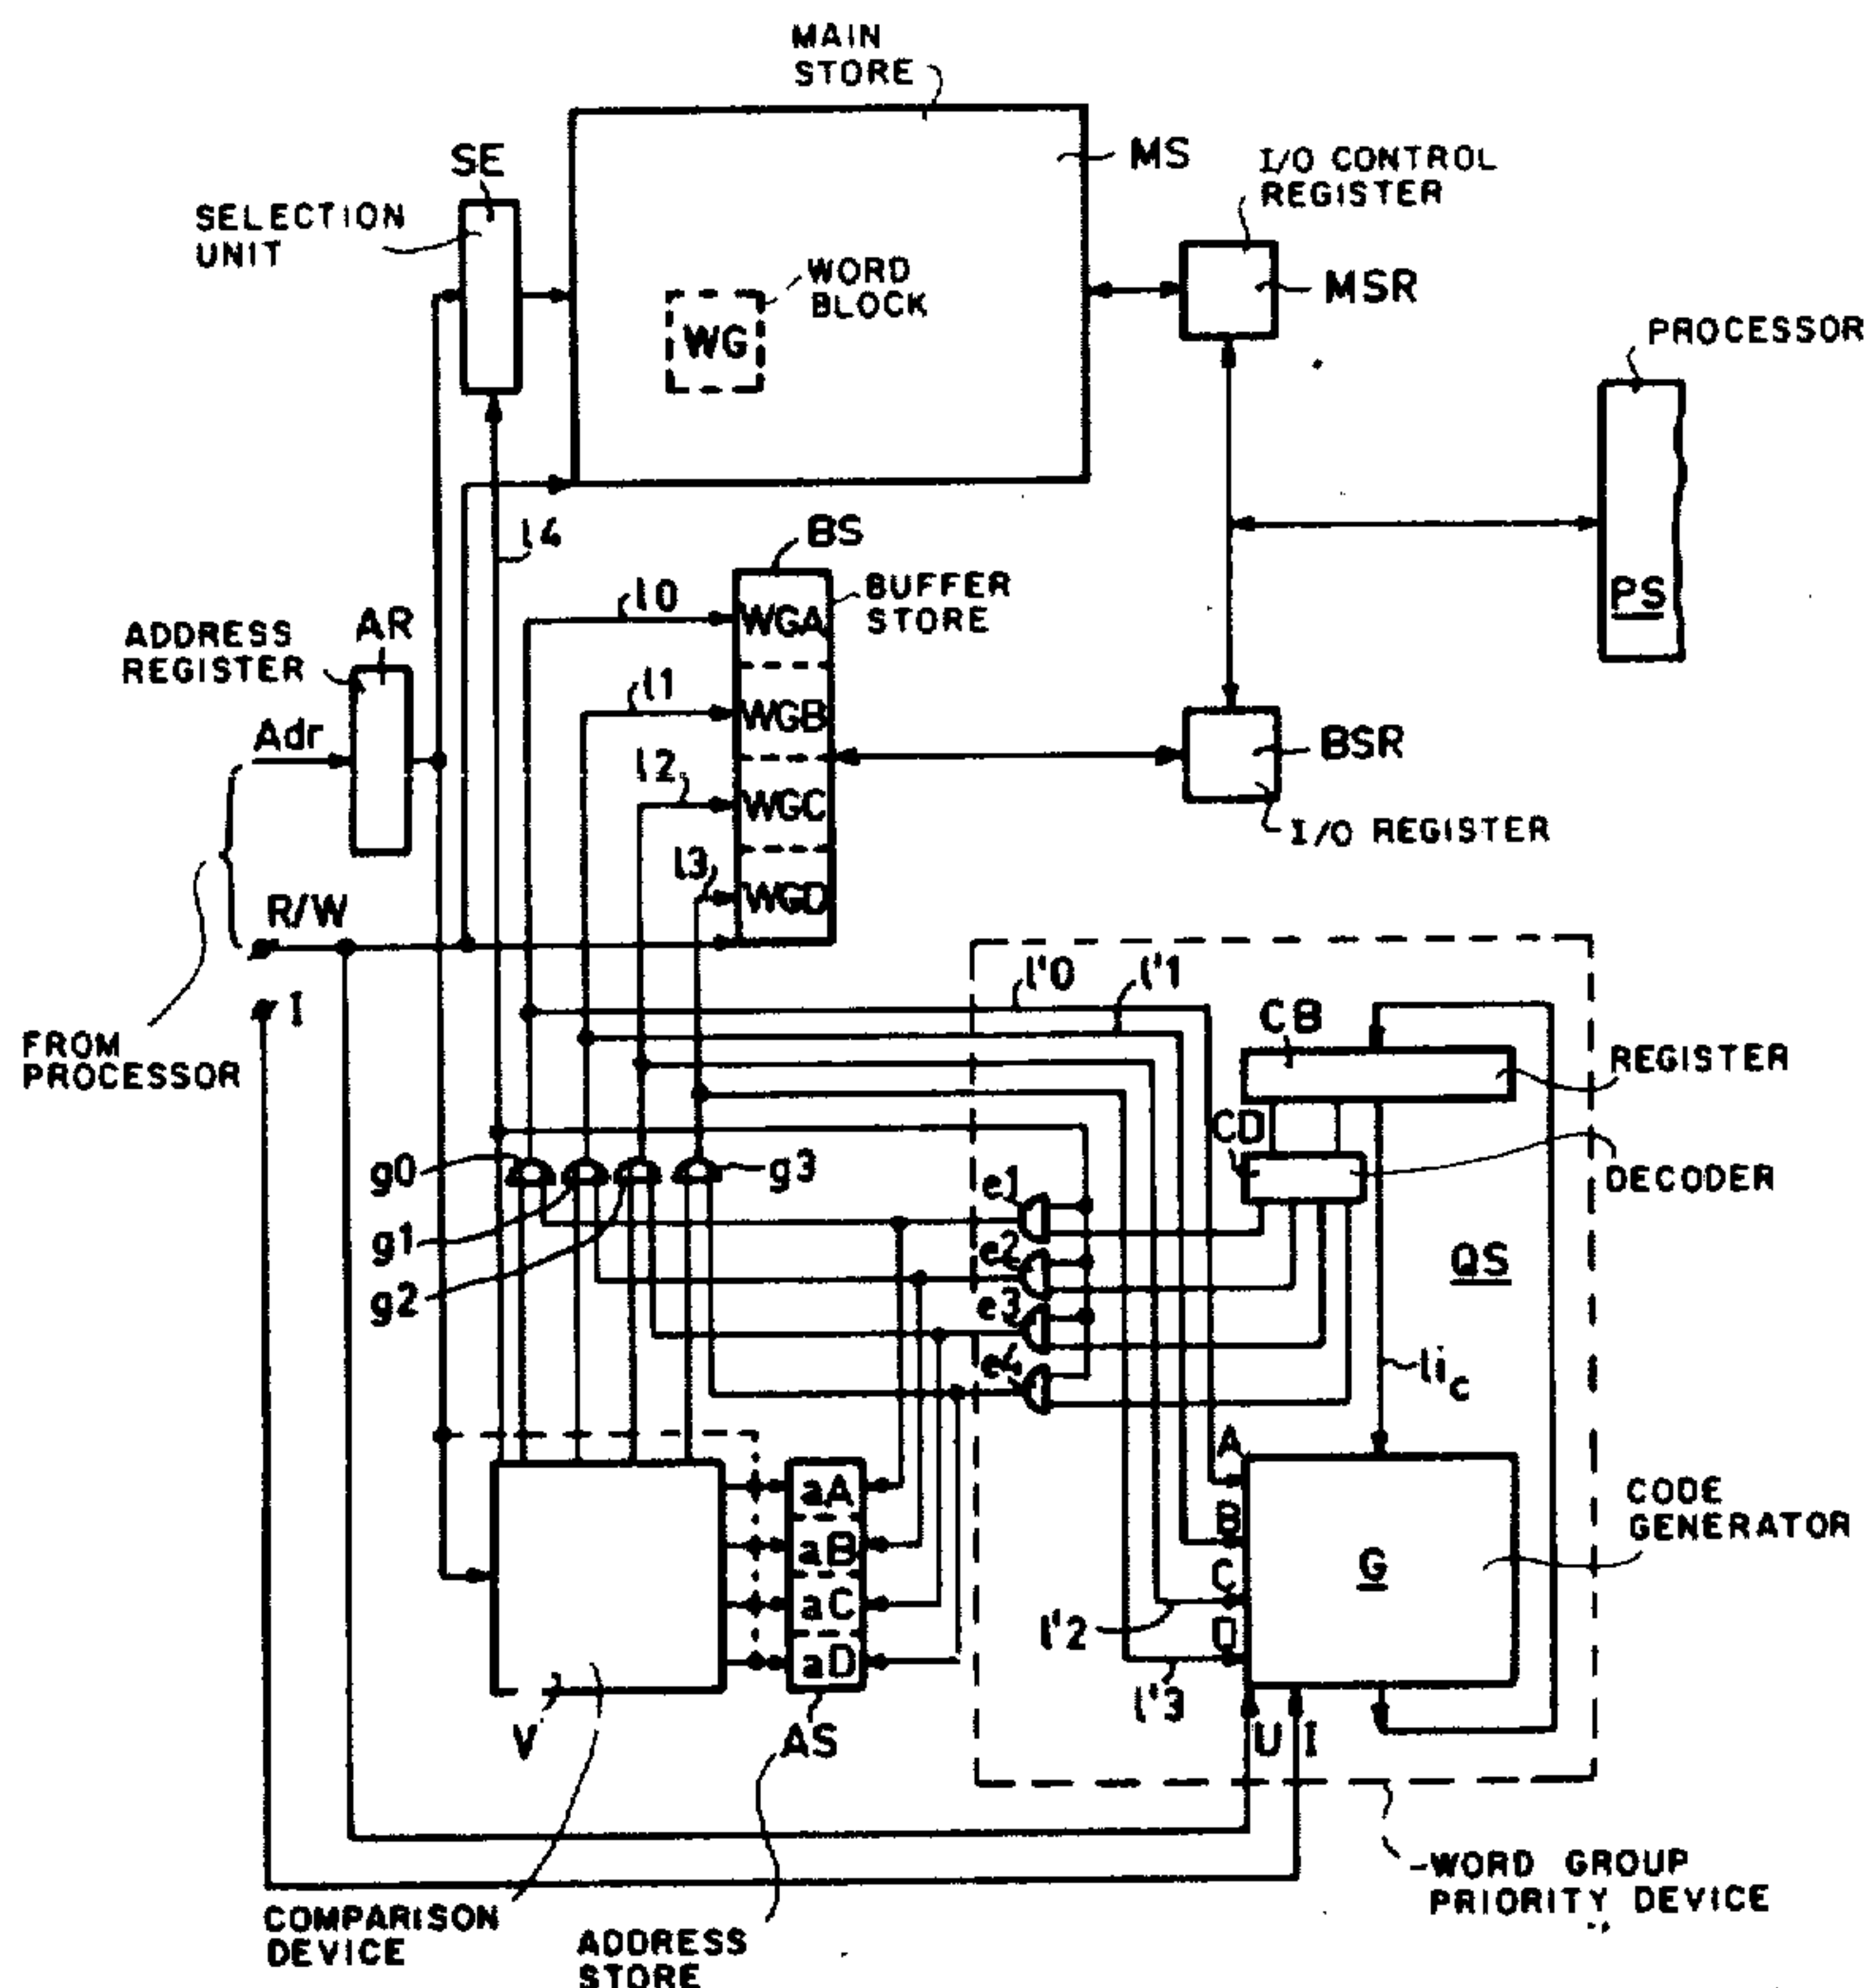 MAIN
STORE
MS
SE
SELECTION
UNIT
I/O CONTROL
REGISTER
MSR
WORD
BLOCK
WG
PROCESSOR
PS
l4
BS
BUFFER
STORE
l0
WGA
ADDRESS
REGISTER
AR
l1
WGB
Adr
BSR
l2
WGC
I/O REGISTER
l3
WGD
R/W
I
FROM
PROCESSOR
l'0
l'1
CB
REGISTER
CD
DECODER
g0
g3
e1
g1
e2
QS
g2
e3
e4
li c
A
aA
B
CODE
GENERATOR
aB
G
C
aC
l'2
D
aD
l'3
V
AS
U I
WORD GROUP
PRIORITY DEVICE
COMPARISON
DEVICE
ADDRESS
STORE